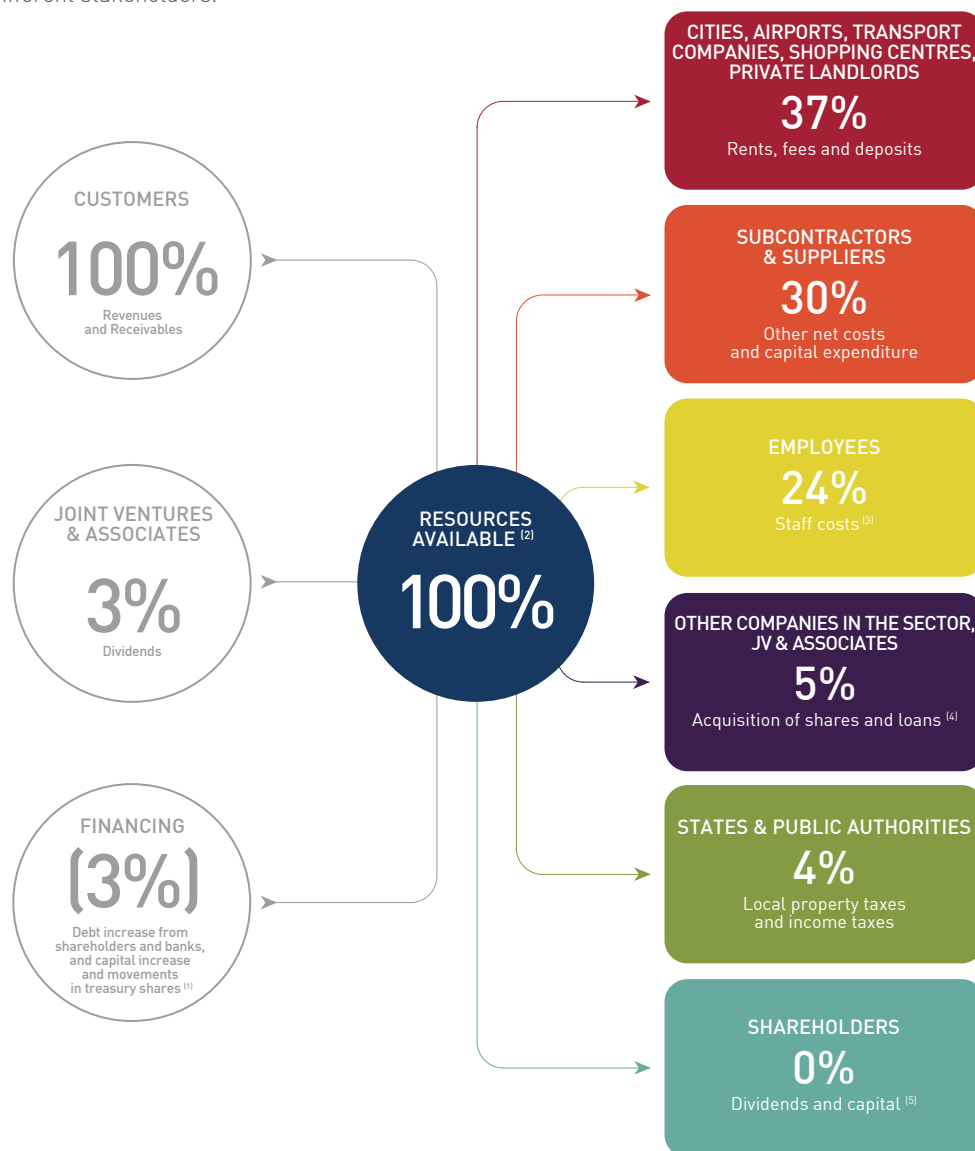 CUSTOMERS
100%
Revenues
and Receivables
JOINT VENTURES
& ASSOCIATES
3%
Dividends
FINANCING
(3%)
Debt increase from
shareholders and banks,
and capital increase
and movements
in treasury shares (1)
RESOURCES
AVAILABLE (2)
100%
CITIES, AIRPORTS, TRANSPORT
COMPANIES, SHOPPING CENTRES,
PRIVATE LANDLORDS
37%
Rents, fees and deposits
SUBCONTRACTORS
& SUPPLIERS
30%
Other net costs
and capital expenditure
EMPLOYEES
24%
Staff costs (3)
OTHER COMPANIES IN THE SECTOR,
JV & ASSOCIATES
5%
Acquisition of shares and loans (4)
STATES & PUBLIC AUTHORITIES
4%
Local property taxes
and income taxes
SHAREHOLDERS
0%
Dividends and capital (5)